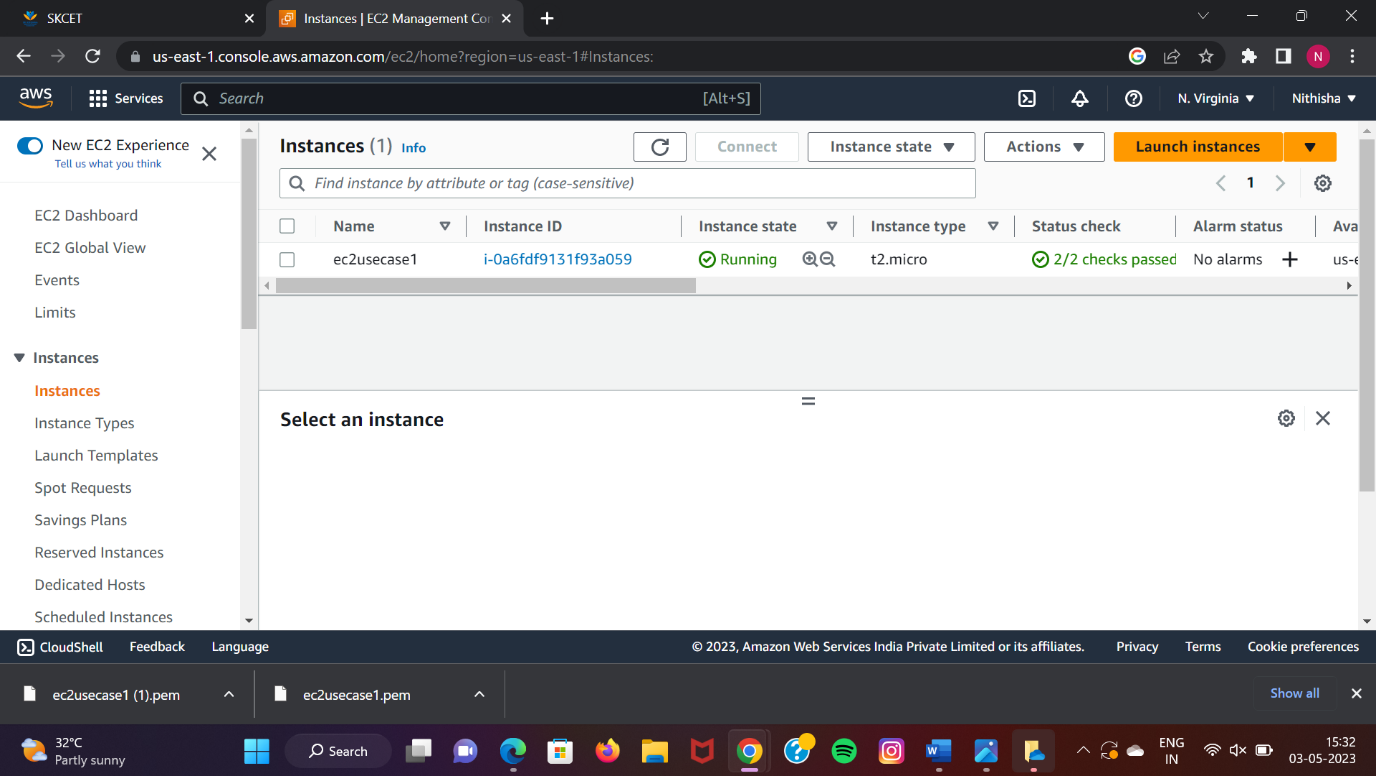 SKCET
Instances | EC2 Management Cor
us-east-1.console.aws.amazon.com/ec2/home?region=us-east-1#Instances:
N
aws
Services
Search
[Alt+S]
N. Virginia
Nithisha
New EC2 Experience
Tell us what you think
EC2 Dashboard
EC2 Global View
Events
Limits
Instances
Instances
Instance Types
Launch Templates
Spot Requests
Savings Plans
Reserved Instances
Dedicated Hosts
Scheduled Instances
Instances (1) Info
Connect
Instance state
Actions
Launch instances
Find instance by attribute or tag (case-sensitive)
1
Name Instance ID Instance state Instance type Status check Alarm status Ava
ec2usecase1 i-0a6fdf9131f93a059 Running t2.micro 2/2 checks passed No alarms us-e
Select an instance
CloudShell Feedback Language © 2023, Amazon Web Services India Private Limited or its affiliates. Privacy Terms Cookie preferences
ec2usecase1 (1).pem
ec2usecase1.pem
Show all
32°C
Partly sunny
Search
ENG
IN
15:32
03-05-2023